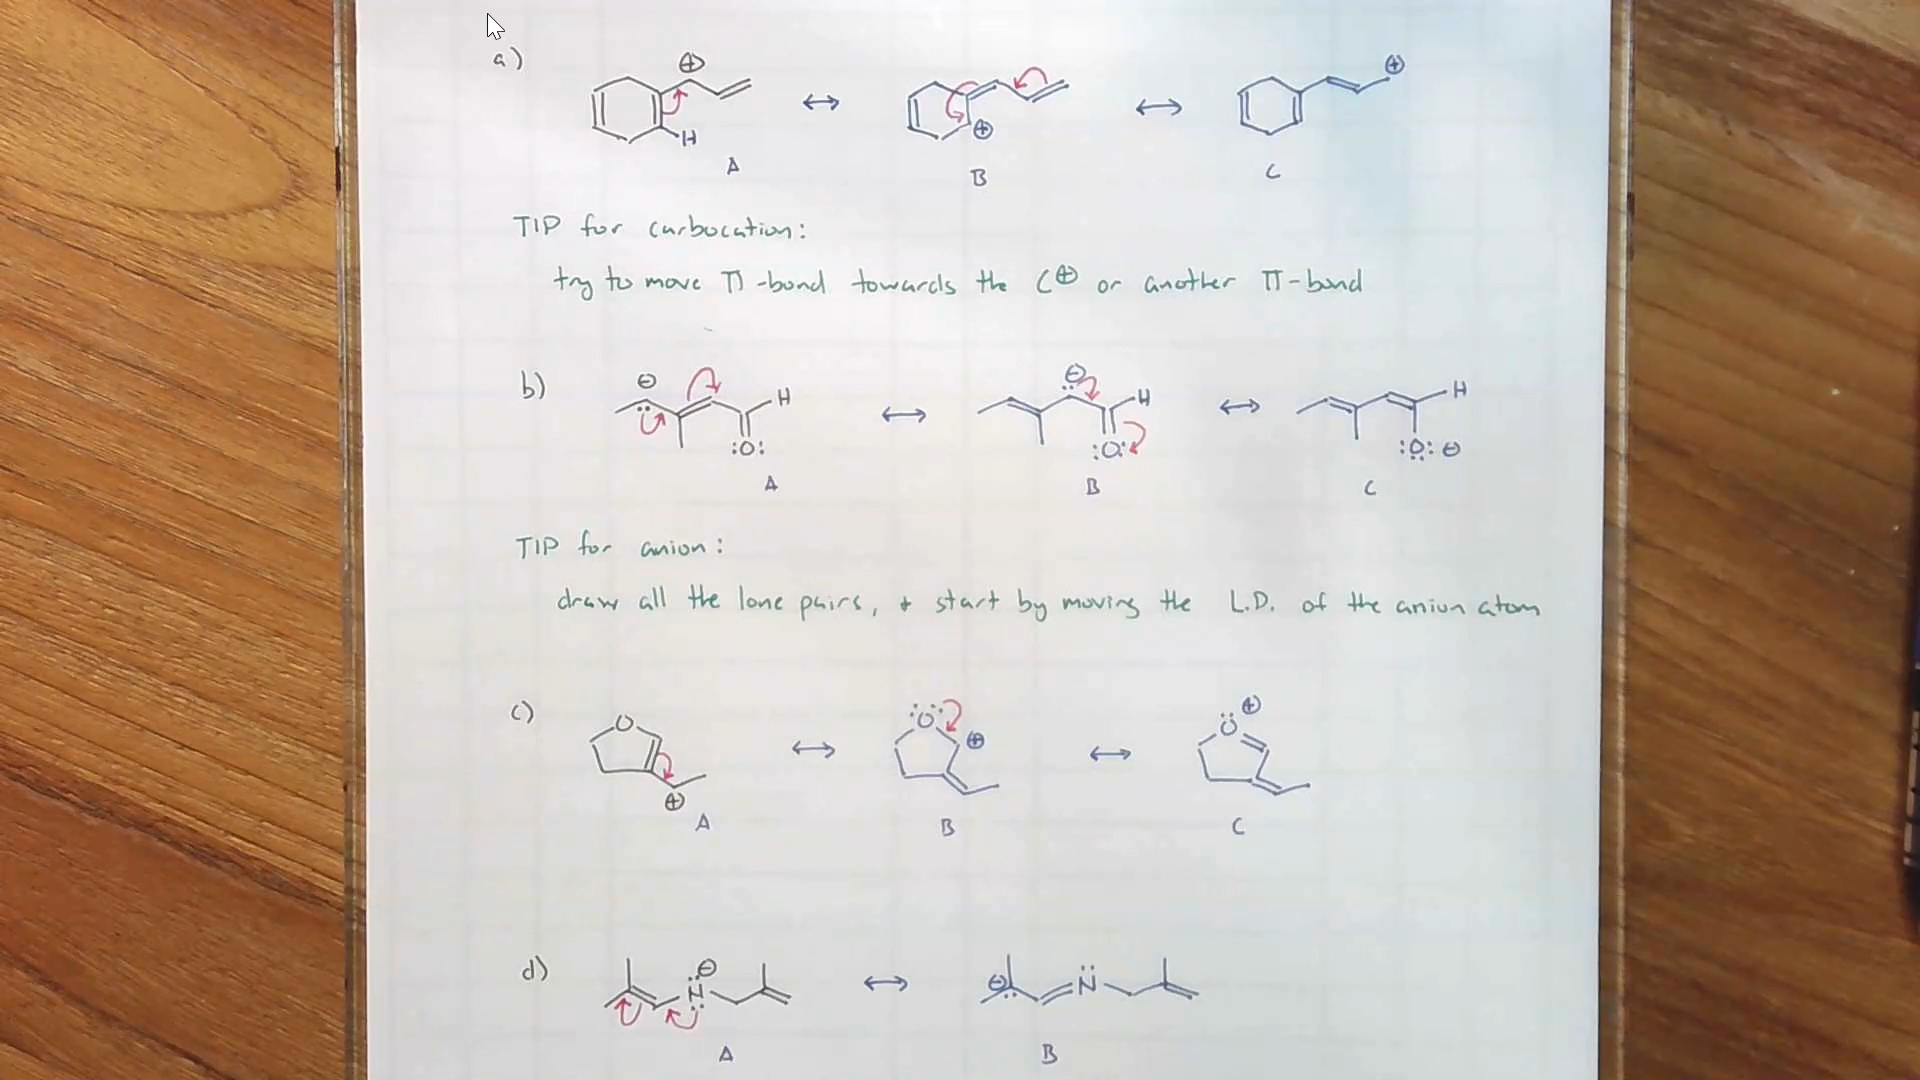 a)
⊕ ⊕
H ⊕
A B C
TIP for carbocation:
try to move π-bond towards the C⊕ or another π-bond
b) ⊖ H ⊖ H H
:O: :O: :O: ⊖
A B C
TIP for anion:
draw all the lone pairs, + start by moving the L.D. of the anion atom
c) O O ⊕ O ⊕
⊕
A B C
d) ⊖ N ⊖ N
A B